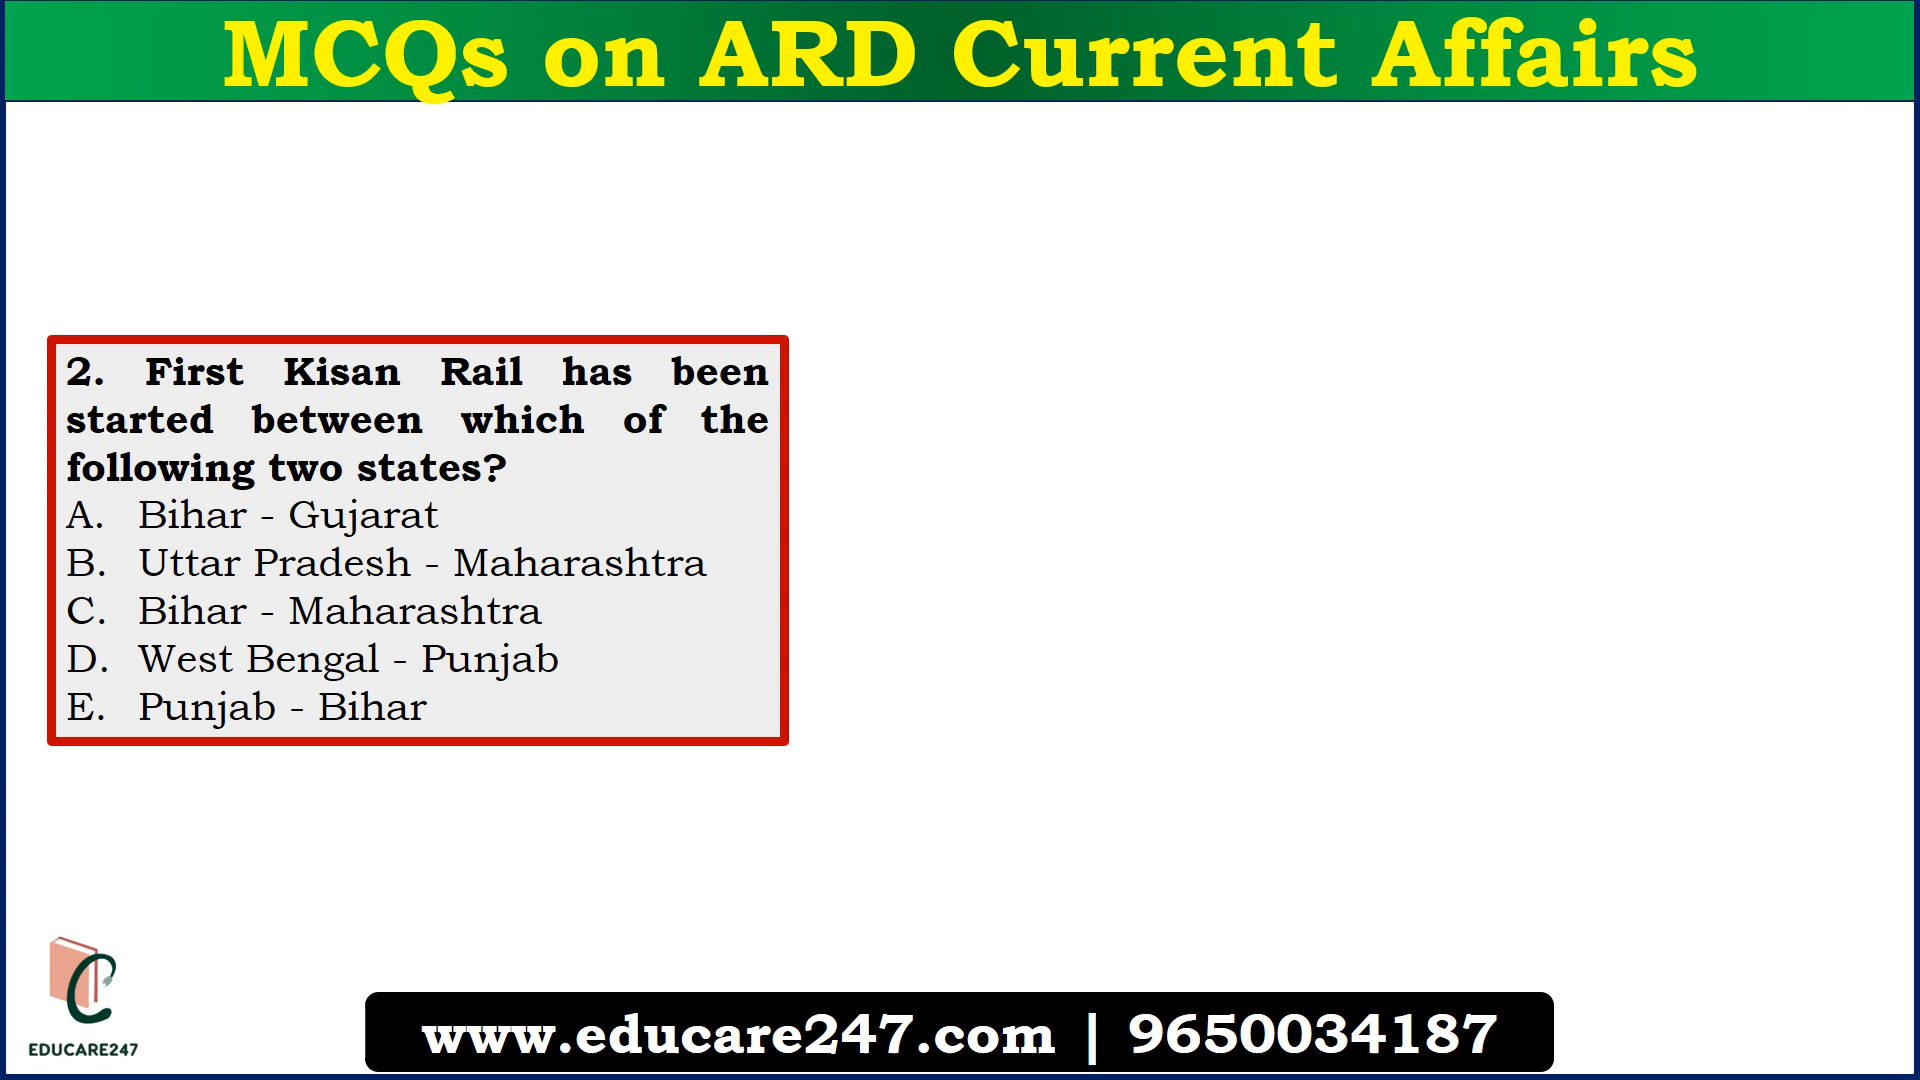 MCQs on ARD Current Affairs
2. First Kisan Rail has been
started between which of the
following two states?
A. Bihar - Gujarat
B. Uttar Pradesh - Maharashtra
C. Bihar - Maharashtra
D. West Bengal - Punjab
E. Punjab - Bihar
EDUCARE247
www.educare247.com | 9650034187